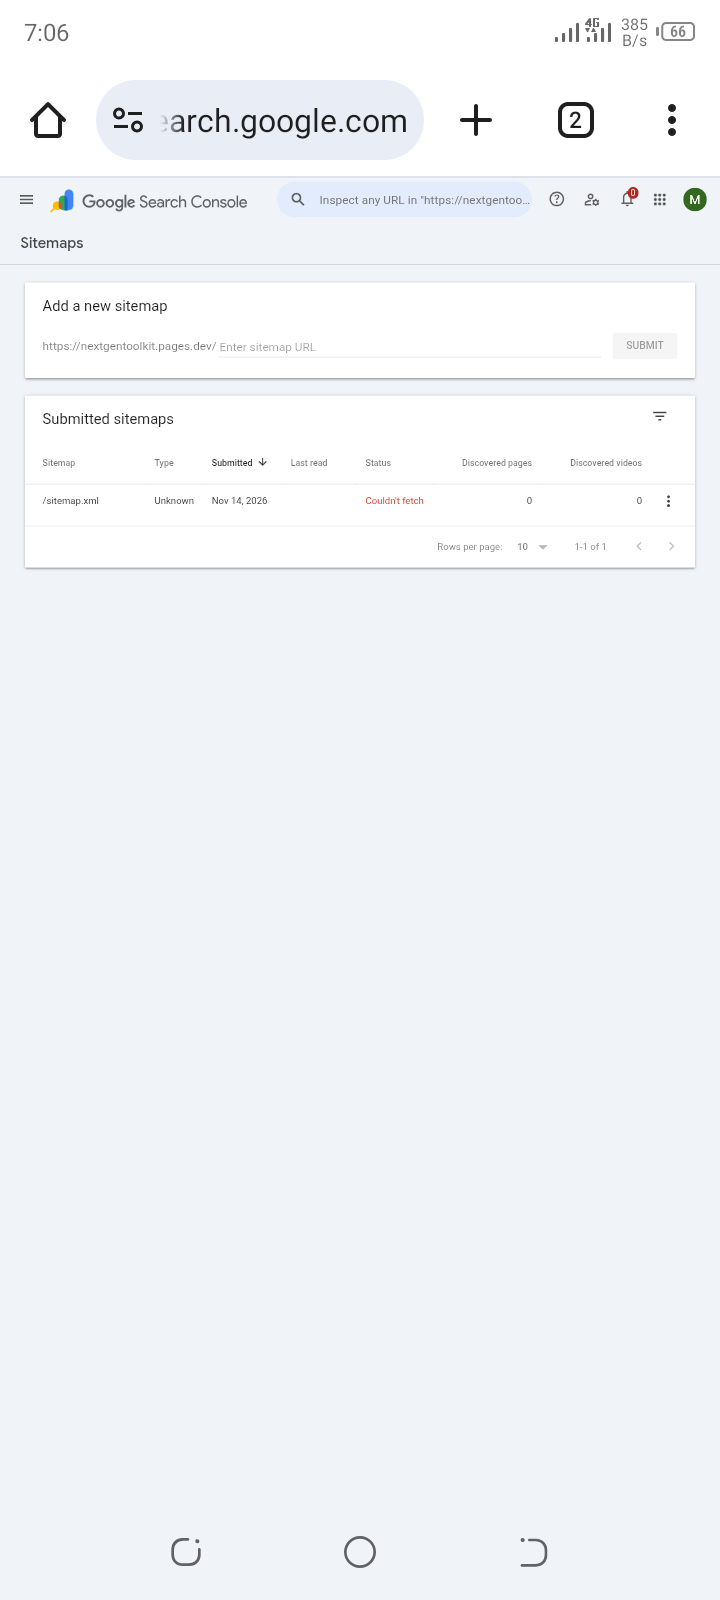 7:06
4G
385
B/s
66
earch.google.com
2
Google Search Console
Inspect any URL in "https://nextgentoo...
0
M
Sitemaps
Add a new sitemap
https://nextgentoolkit.pages.dev/ Enter sitemap URL
SUBMIT
Submitted sitemaps
Sitemap Type Submitted Last read Status Discovered pages Discovered videos
/sitemap.xml Unknown Nov 14, 2026 Couldn't fetch 0 0
Rows per page: 10 1-1 of 1